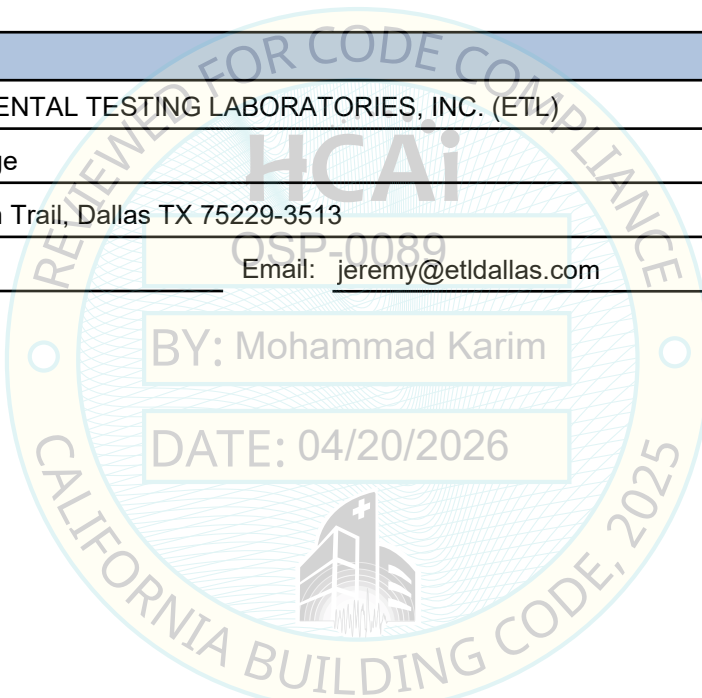 ENTAL TESTING LABORATORIES, INC. (ETL)
ge
Trail, Dallas TX 75229-3513
Email: jeremy@etldallas.com
REVIEWED FOR CODE COMPLIANCE
HCAi
OSP-0089
BY: Mohammad Karim
DATE: 04/20/2026
CALIFORNIA BUILDING CODE, 2025